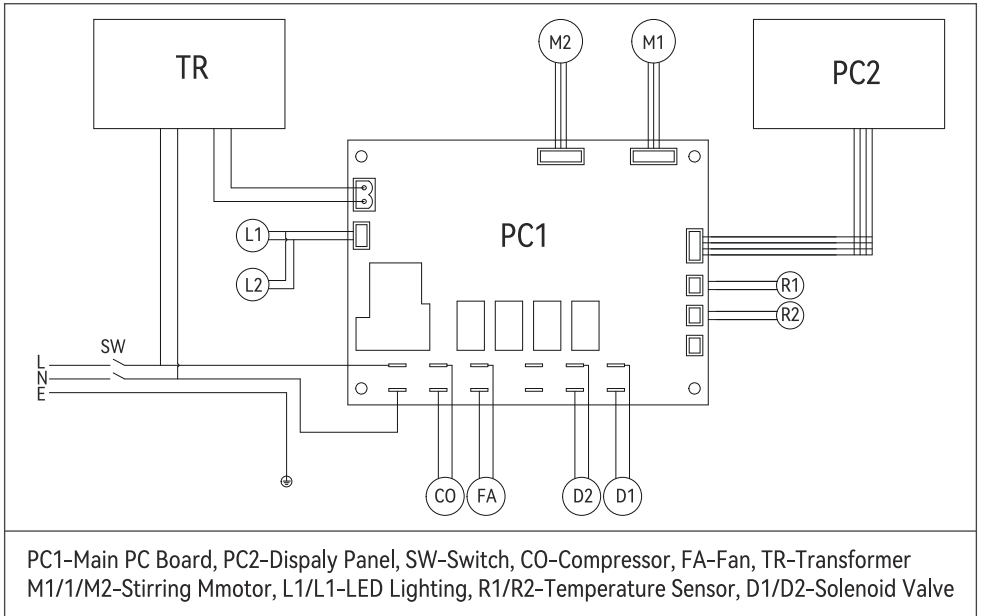 TR
M2
M1
PC2
L1
PC1
L2
R1
R2
SW
L
N
E
CO
FA
D2
D1
PC1-Main PC Board, PC2-Dispaly Panel, SW-Switch, CO-Compressor, FA-Fan, TR-Transformer
M1/1/M2-Stirring Mmotor, L1/L1-LED Lighting, R1/R2-Temperature Sensor, D1/D2-Solenoid Valve